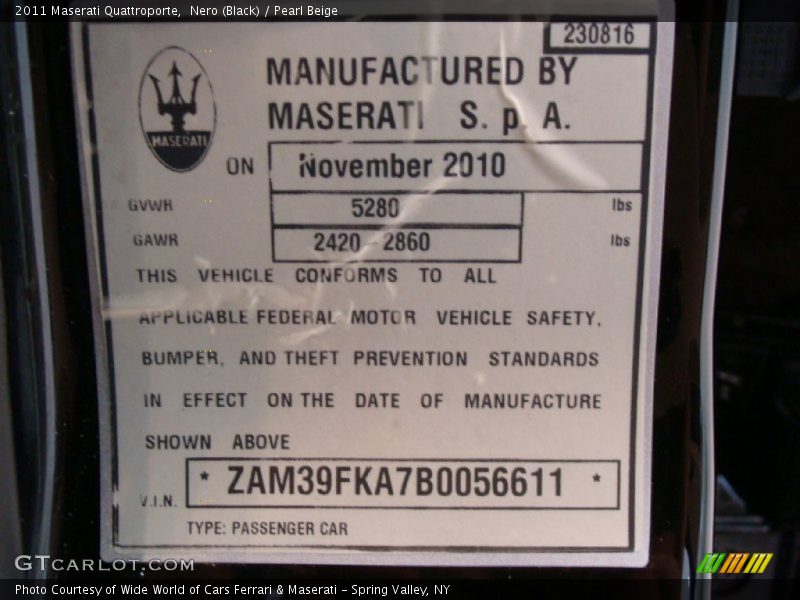 2011 Maserati Quattroporte,  Nero (Black) / Pearl Beige
230816
MASERATI
MANUFACTURED BY
MASERATI S. p. A.
ON November 2010
GVWR 5280 lbs
GAWR 2420 - 2860 lbs
THIS VEHICLE CONFORMS TO ALL
APPLICABLE FEDERAL MOTOR VEHICLE SAFETY,
BUMPER, AND THEFT PREVENTION STANDARDS
IN EFFECT ON THE DATE OF MANUFACTURE
SHOWN ABOVE
V.I.N. * ZAM39FKA7B0056611 *
TYPE: PASSENGER CAR
GTCARLOT.COM
Photo Courtesy of Wide World of Cars Ferrari & Maserati - Spring Valley, NY